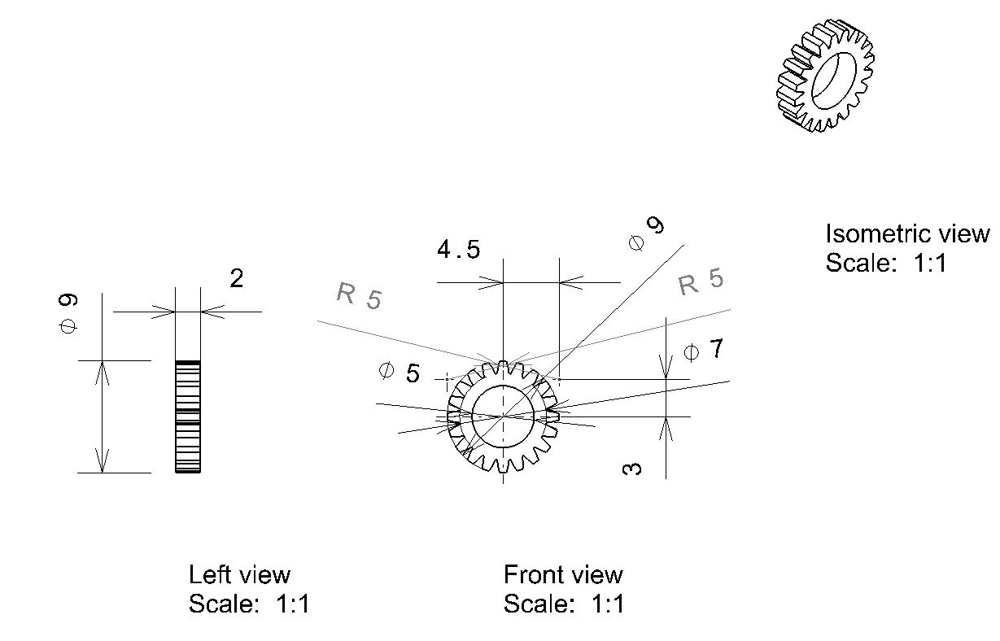 Isometric view
Scale: 1:1
⌀ 9
4.5
2
R 5
R 5
⌀ 9
⌀ 7
⌀ 5
3
Left view
Scale: 1:1
Front view
Scale: 1:1